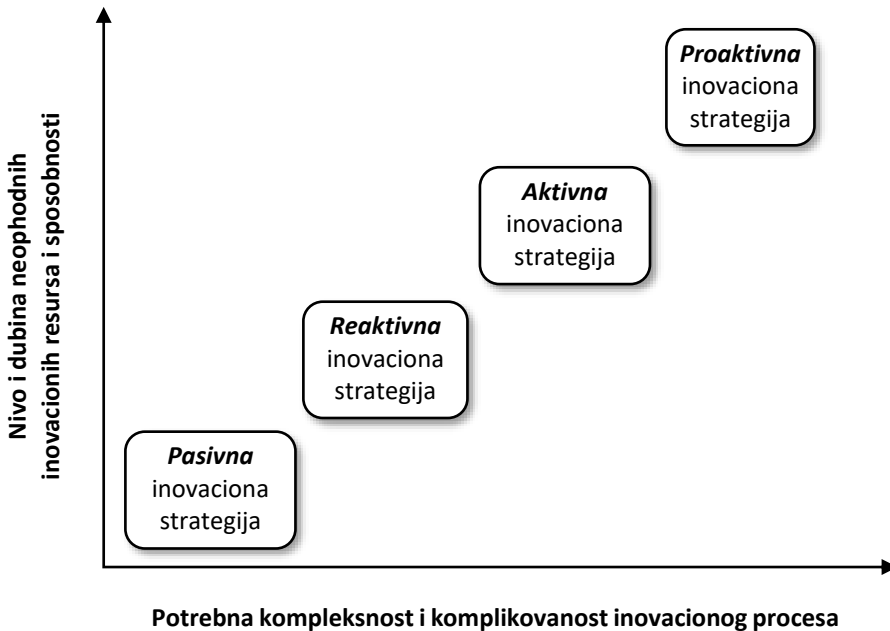 Nivo i dubina neophodnih
inovacionih resursa i sposobnosti
Proaktivna
inovaciona
strategija
Aktivna
inovaciona
strategija
Reaktivna
inovaciona
strategija
Pasivna
inovaciona
strategija
Potrebna kompleksnost i komplikovanost inovacionog procesa